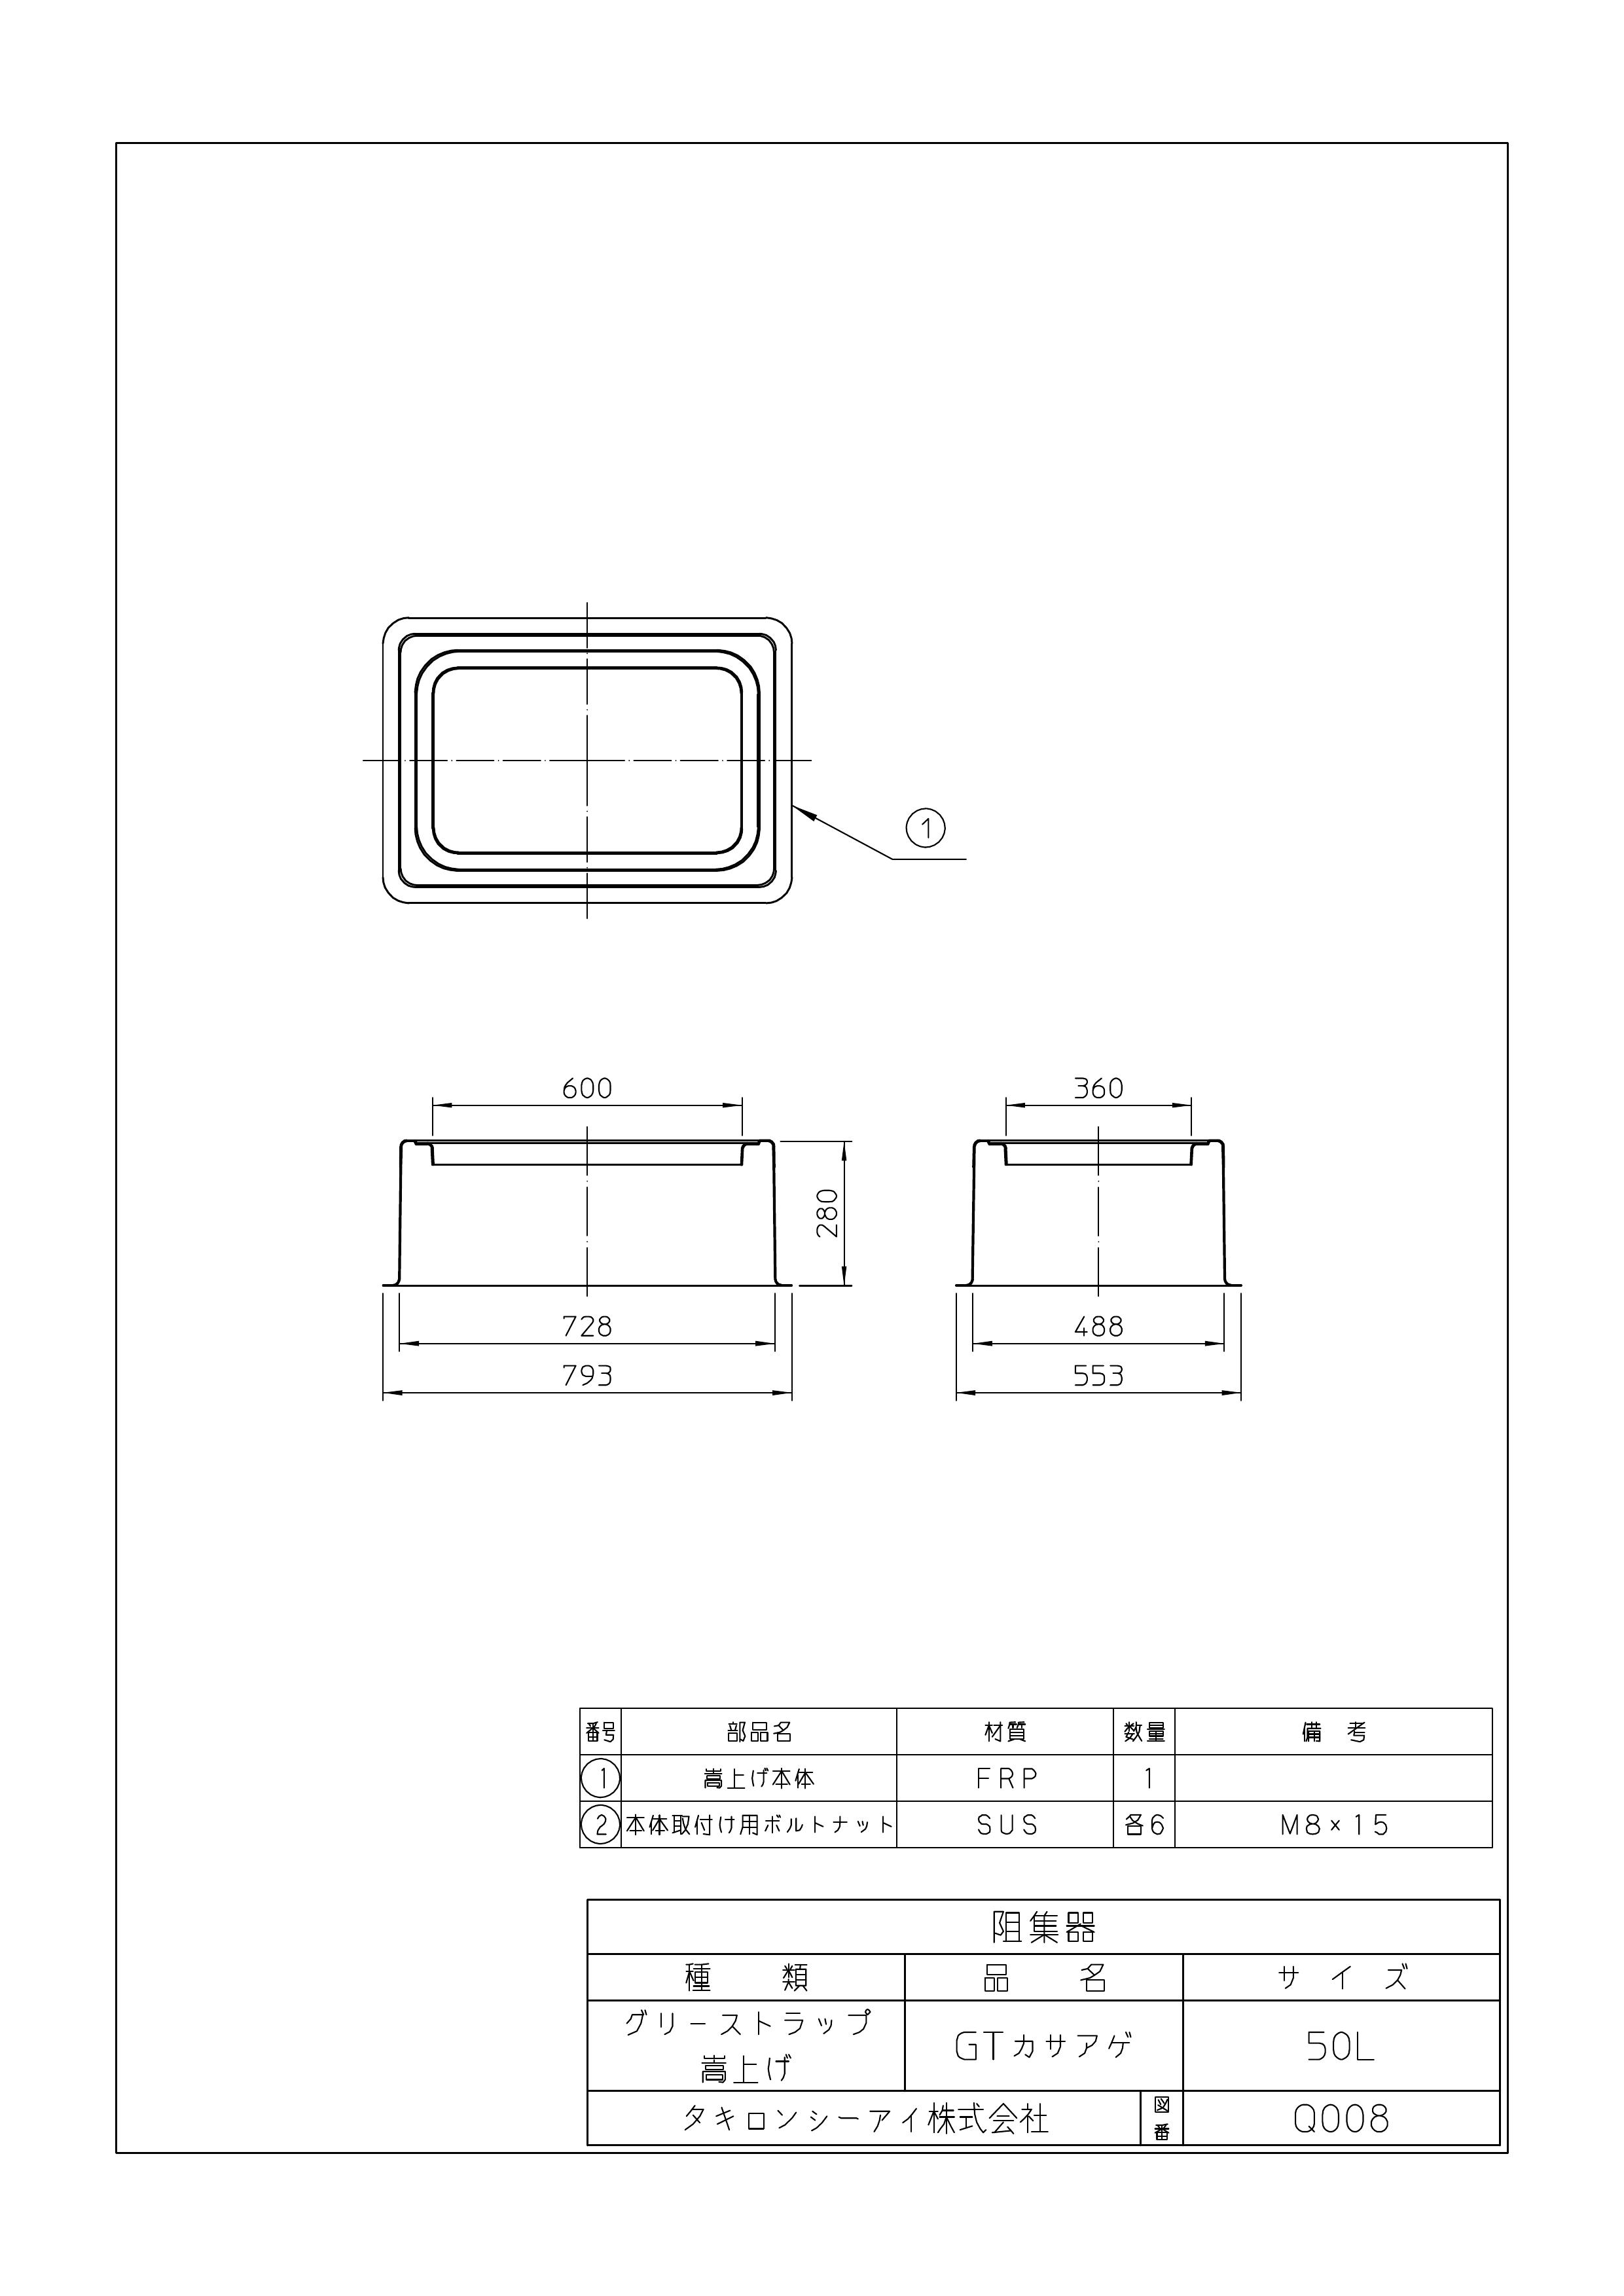 ①
600
360
280
728
488
793
553
番号 部品名 材質 数量 備 考
① 嵩上げ本体 FRP 1
② 本体取付け用ボルトナット SUS 各6 M8×15
阻集器
種 類 品 名 サ イ ズ
グリーストラップ
嵩上げ
GTカサアゲ 50L
タキロンシーアイ株式会社 図番 Q008